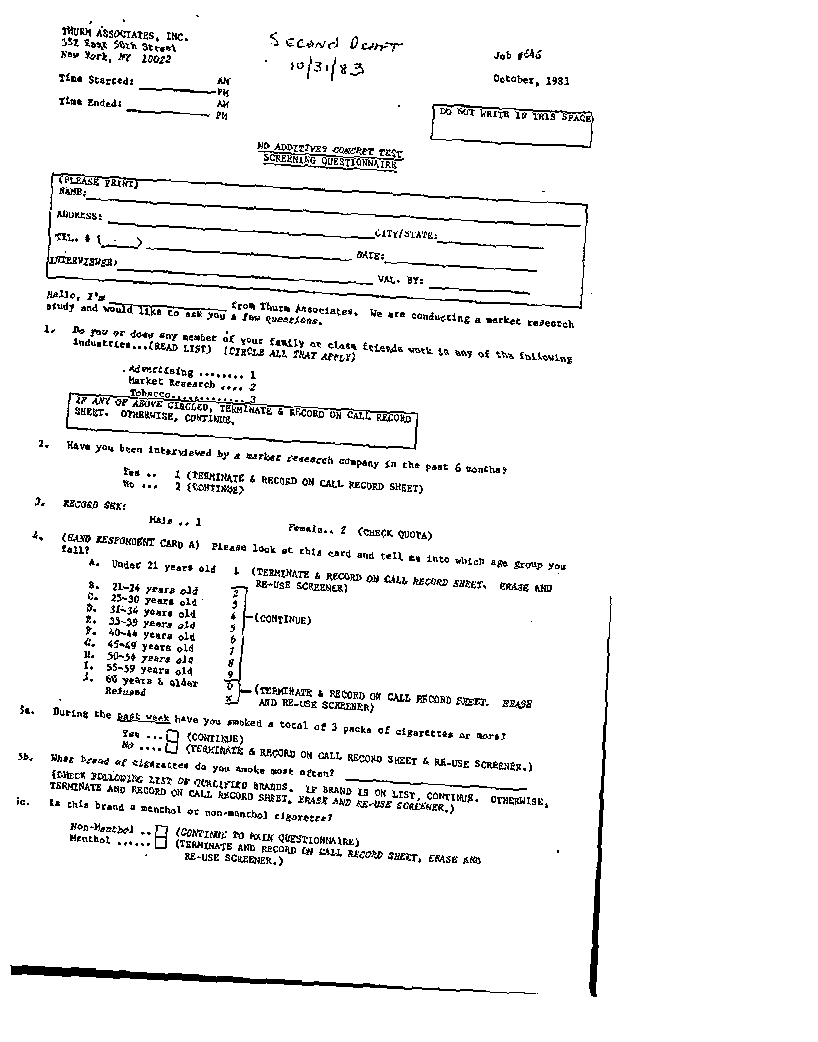 THURM ASSOCIATES, INC.
352 East 50th Street
New York, NY 10022
SECOND DRAFT
10/31/83
Job #646
October, 1981
Time Started: __________ AM
PM
Time Ended: __________ AM
PM
DO NOT WRITE IN THIS SPACE
NO ADDITIVES CONCEPT TEST
SCREENING QUESTIONNAIRE
(PLEASE PRINT)
NAME:
ADDRESS: CITY/STATE:
TEL. # ( ) DATE:
INTERVIEWER: VAL. BY:
Hello, I'm __________ from Thurm Associates. We are conducting a market research
study and would like to ask you a few questions.
1. Do you or does any member of your family or close friends work in any of the following
industries...(READ LIST) (CIRCLE ALL THAT APPLY)
Advertising ........ 1
Market Research .... 2
Tobacco............. 3
IF ANY OF ABOVE CIRCLED, TERMINATE & RECORD ON CALL RECORD
SHEET. OTHERWISE, CONTINUE.
2. Have you been interviewed by a market research company in the past 6 months?
Yes .. 1 (TERMINATE & RECORD ON CALL RECORD SHEET)
No ... 2 (CONTINUE)
3. RECORD SEX:
Male .. 1 Female.. 2 (CHECK QUOTA)
4. (HAND RESPONDENT CARD A) Please look at this card and tell me into which age group you
fall?
A. Under 21 years old 1 (TERMINATE & RECORD ON CALL RECORD SHEET. ERASE AND
RE-USE SCREENER)
B. 21-24 years old 2
C. 25-30 years old 3
D. 31-34 years old 4 (CONTINUE)
E. 35-39 years old 5
F. 40-44 years old 6
G. 45-49 years old 7
H. 50-54 years old 8
I. 55-59 years old 9
J. 60 years & older 0 (TERMINATE & RECORD ON CALL RECORD SHEET. ERASE
Refused X AND RE-USE SCREENER)
5a. During the past week have you smoked a total of 3 packs of cigarettes or more?
Yes ... (CONTINUE)
No .... (TERMINATE & RECORD ON CALL RECORD SHEET & RE-USE SCREENER.)
5b. What brand of cigarettes do you smoke most often? __________
(CHECK FOLLOWING LIST OF QUALIFIED BRANDS. IF BRAND IS ON LIST, CONTINUE. OTHERWISE,
TERMINATE AND RECORD ON CALL RECORD SHEET, ERASE AND RE-USE SCREENER.)
5c. Is this brand a menthol or non-menthol cigarette?
Non-Menthol .. (CONTINUE TO MAIN QUESTIONNAIRE)
Menthol ...... (TERMINATE AND RECORD ON CALL RECORD SHEET, ERASE AND
RE-USE SCREENER.)